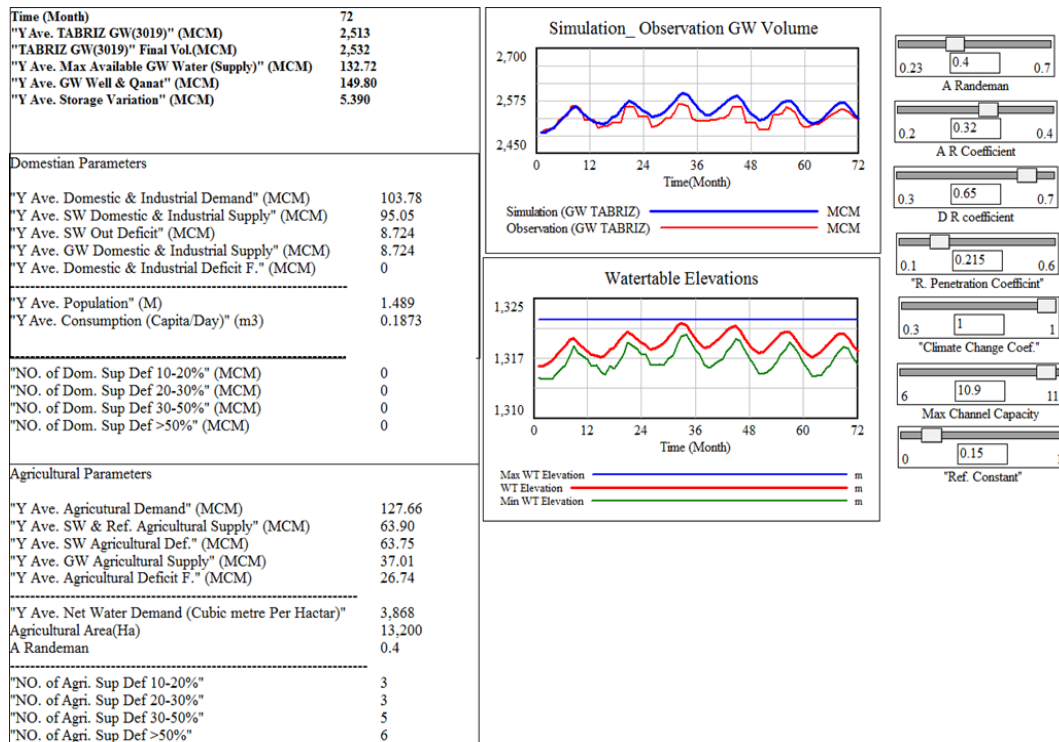 Time (Month) 72
"Y Ave. TABRIZ GW(3019)" (MCM) 2,513
"TABRIZ GW(3019)" Final Vol.(MCM) 2,532
"Y Ave. Max Available GW Water (Supply)" (MCM) 132.72
"Y Ave. GW Well & Qanat" (MCM) 149.80
"Y Ave. Storage Variation" (MCM) 5.390
Domestian Parameters
"Y Ave. Domestic & Industrial Demand" (MCM) 103.78
"Y Ave. SW Domestic & Industrial Supply" (MCM) 95.05
"Y Ave. SW Out Deficit" (MCM) 8.724
"Y Ave. GW Domestic & Industrial Supply" (MCM) 8.724
"Y Ave. Domestic & Industrial Deficit F." (MCM) 0
"Y Ave. Population" (M) 1.489
"Y Ave. Consumption (Capita/Day)" (m3) 0.1873
"NO. of Dom. Sup Def 10-20%" (MCM) 0
"NO. of Dom. Sup Def 20-30%" (MCM) 0
"NO. of Dom. Sup Def 30-50%" (MCM) 0
"NO. of Dom. Sup Def >50%" (MCM) 0
Agricultural Parameters
"Y Ave. Agricutural Demand" (MCM) 127.66
"Y Ave. SW & Ref. Agricultural Supply" (MCM) 63.90
"Y Ave. SW Agricultural Def." (MCM) 63.75
"Y Ave. GW Agricultural Supply" (MCM) 37.01
"Y Ave. Agricultural Deficit F." (MCM) 26.74
"Y Ave. Net Water Demand (Cubic metre Per Hactar)" 3,868
Agricultural Area(Ha) 13,200
A Randeman 0.4
"NO. of Agri. Sup Def 10-20%" 3
"NO. of Agri. Sup Def 20-30%" 3
"NO. of Agri. Sup Def 30-50%" 5
"NO. of Agri. Sup Def >50%" 6
Simulation_ Observation GW Volume
2,700
2,575
2,450
0 12 24 36 48 60 72
Time(Month)
Simulation (GW TABRIZ) MCM
Observation (GW TABRIZ) MCM
Watertable Elevations
1,325
1,317
1,310
0 12 24 36 48 60 72
Time (Month)
Max WT Elevation m
WT Elevation m
Min WT Elevation m
0.23 0.4 0.7
A Randeman
0.2 0.32 0.4
A R Coefficient
0.3 0.65 0.7
D R coefficient
0.1 0.215 0.6
"R. Penetration Coefficint"
0.3 1 1
"Climate Change Coef."
6 10.9 11
Max Channel Capacity
0 0.15 1
"Ref. Constant"